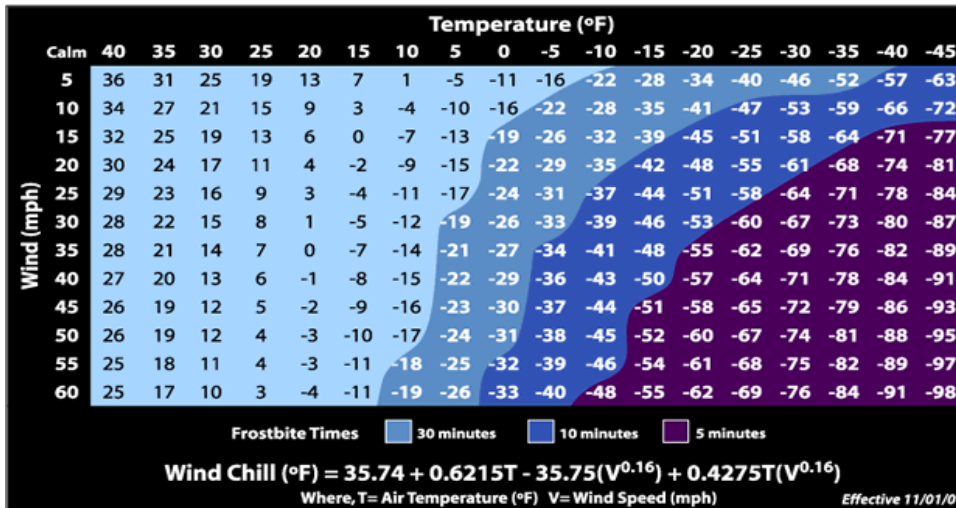 Temperature (ºF)
Calm 40 35 30 25 20 15 10 5 0 -5 -10 -15 -20 -25 -30 -35 -40 -45
5 36 31 25 19 13 7 1 -5 -11 -16 -22 -28 -34 -40 -46 -52 -57 -63
10 34 27 21 15 9 3 -4 -10 -16 -22 -28 -35 -41 -47 -53 -59 -66 -72
15 32 25 19 13 6 0 -7 -13 -19 -26 -32 -39 -45 -51 -58 -64 -71 -77
20 30 24 17 11 4 -2 -9 -15 -22 -29 -35 -42 -48 -55 -61 -68 -74 -81
25 29 23 16 9 3 -4 -11 -17 -24 -31 -37 -44 -51 -58 -64 -71 -78 -84
30 28 22 15 8 1 -5 -12 -19 -26 -33 -39 -46 -53 -60 -67 -73 -80 -87
35 28 21 14 7 0 -7 -14 -21 -27 -34 -41 -48 -55 -62 -69 -76 -82 -89
40 27 20 13 6 -1 -8 -15 -22 -29 -36 -43 -50 -57 -64 -71 -78 -84 -91
45 26 19 12 5 -2 -9 -16 -23 -30 -37 -44 -51 -58 -65 -72 -79 -86 -93
50 26 19 12 4 -3 -10 -17 -24 -31 -38 -45 -52 -60 -67 -74 -81 -88 -95
55 25 18 11 4 -3 -11 -18 -25 -32 -39 -46 -54 -61 -68 -75 -82 -89 -97
60 25 17 10 3 -4 -11 -19 -26 -33 -40 -48 -55 -62 -69 -76 -84 -91 -98
Wind (mph)
Frostbite Times 30 minutes 10 minutes 5 minutes
Wind Chill (ºF) = 35.74 + 0.6215T - 35.75(V^0.16) + 0.4275T(V^0.16)
Where, T= Air Temperature (ºF) V= Wind Speed (mph)
Effective 11/01/0